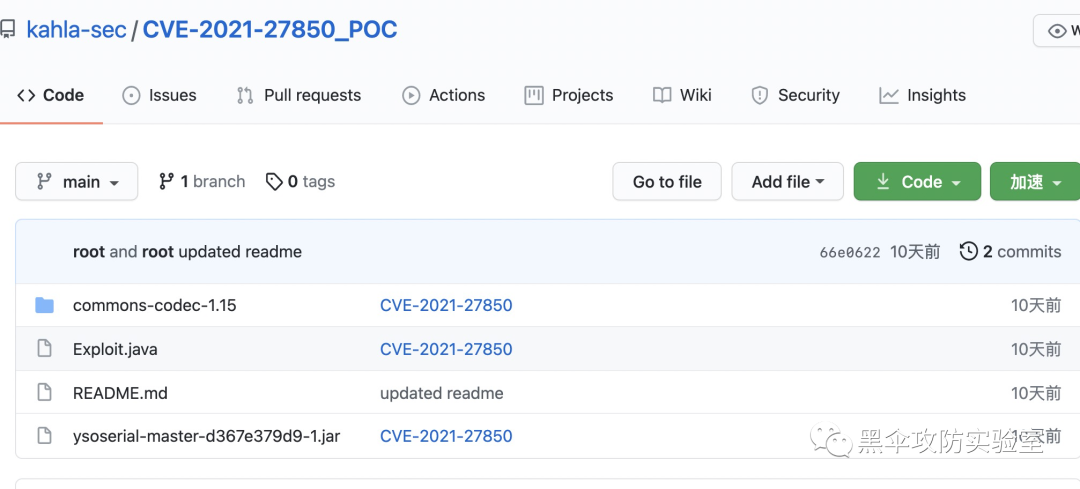 kahla-sec / CVE-2021-27850_POC
W
<> Code Issues Pull requests Actions Projects Wiki Security Insights
main 1 branch 0 tags Go to file Add file Code 加速
root and root updated readme 66e0622 10天前 2 commits
commons-codec-1.15 CVE-2021-27850 10天前
Exploit.java CVE-2021-27850 10天前
README.md updated readme 10天前
ysoserial-master-d367e379d9-1.jar CVE-2021-27850 10天前
黑伞攻防实验室